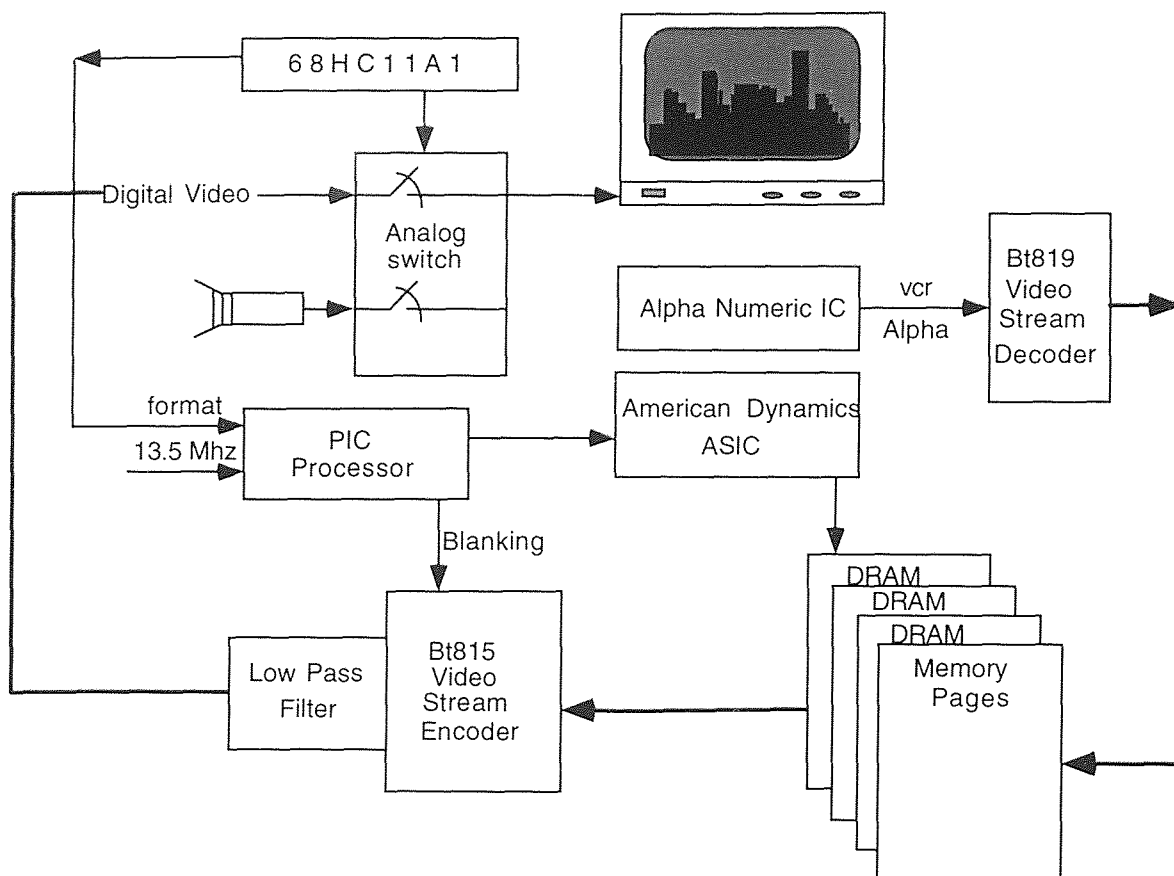 68HC11A1
Digital Video
Analog
switch
Alpha Numeric IC
vcr
Alpha
Bt819
Video
Stream
Decoder
format
13.5 Mhz
PIC
Processor
American Dynamics
ASIC
Blanking
DRAM
DRAM
DRAM
Memory
Pages
Low Pass
Filter
Bt815
Video
Stream
Encoder